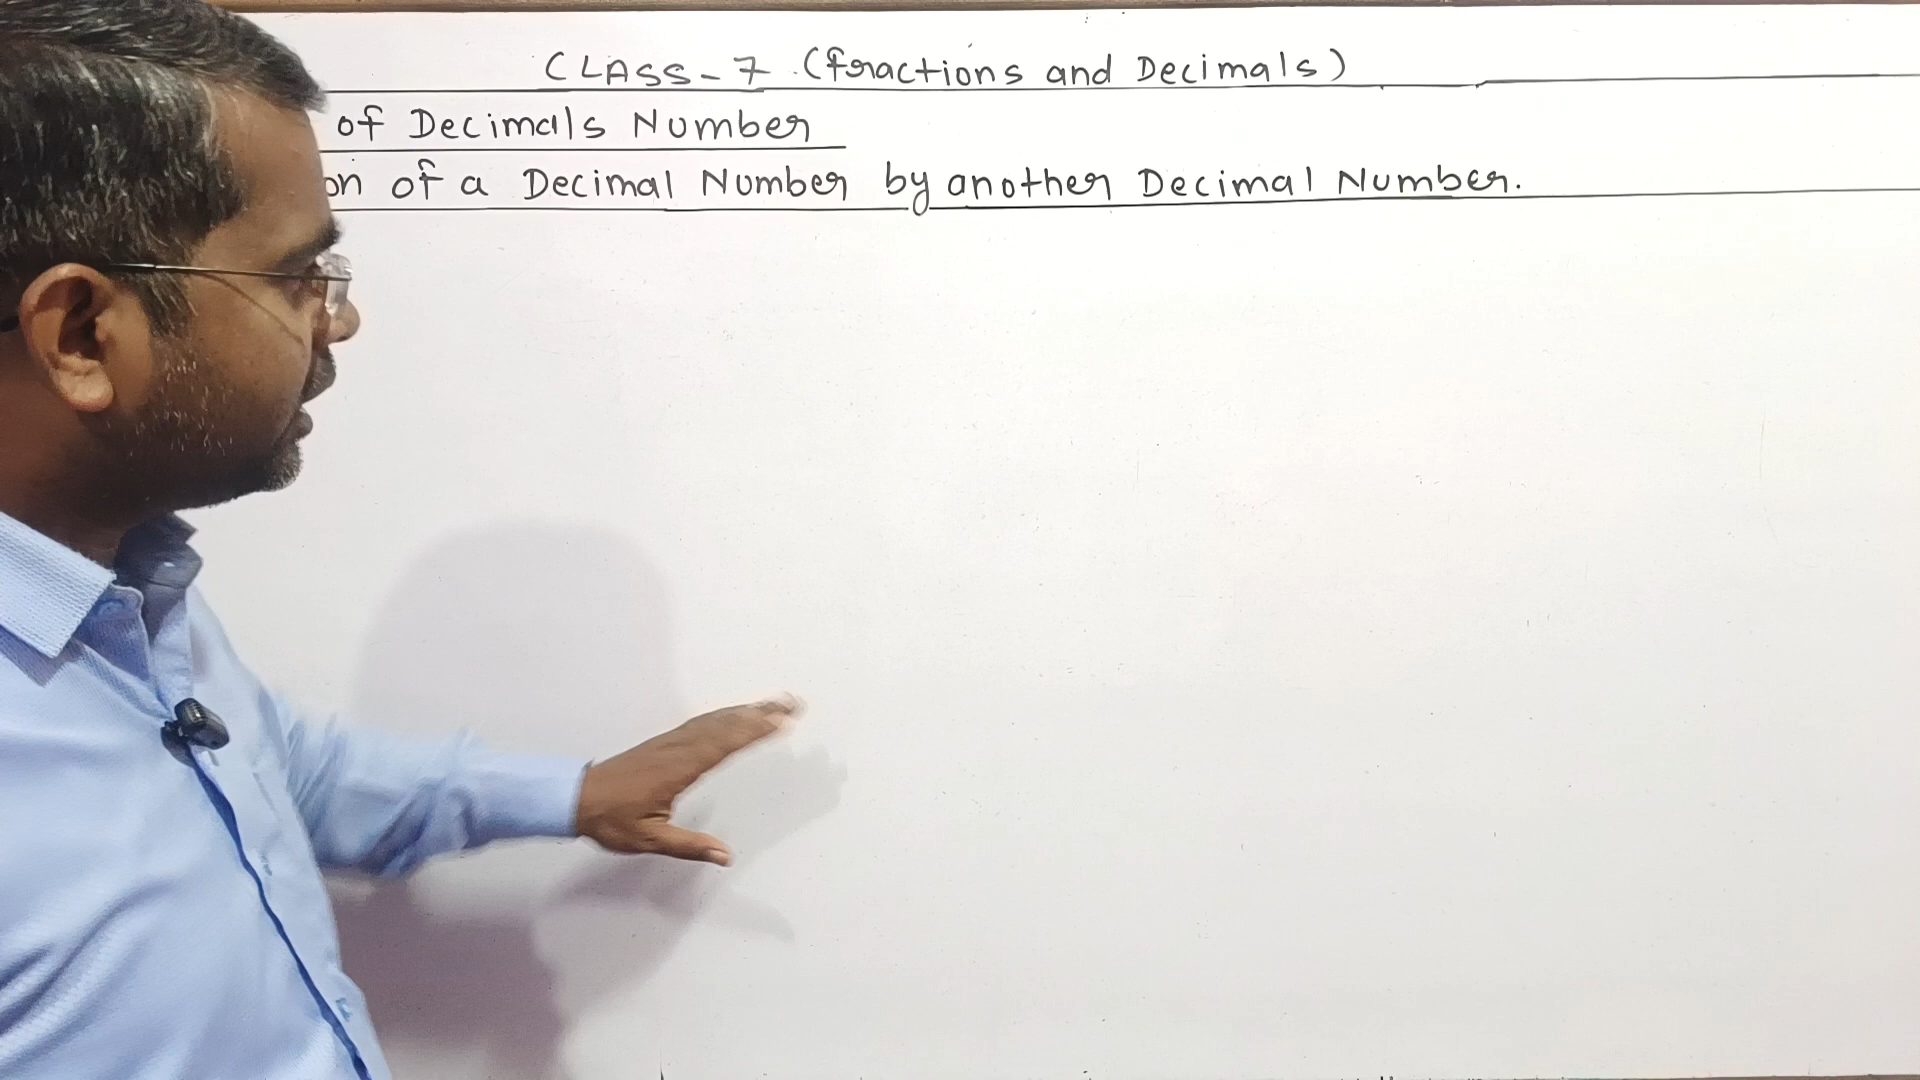 CLASS-7 (fractions and Decimals)
of Decimals Number
on of a Decimal Number by another Decimal Number.